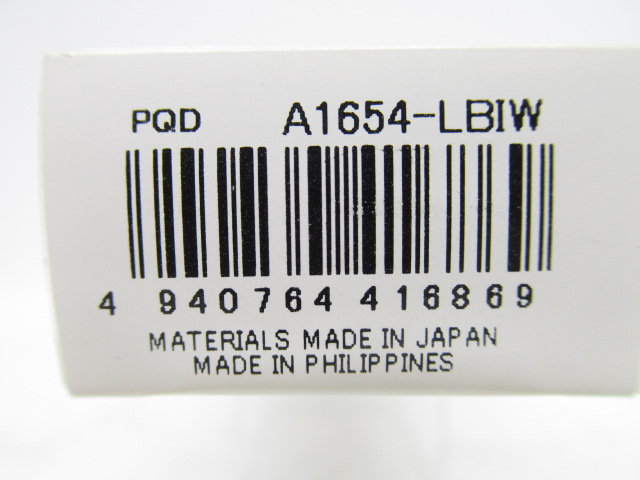 PQD A1654-LBIW
4 940764 416869
MATERIALS MADE IN JAPAN
MADE IN PHILIPPINES